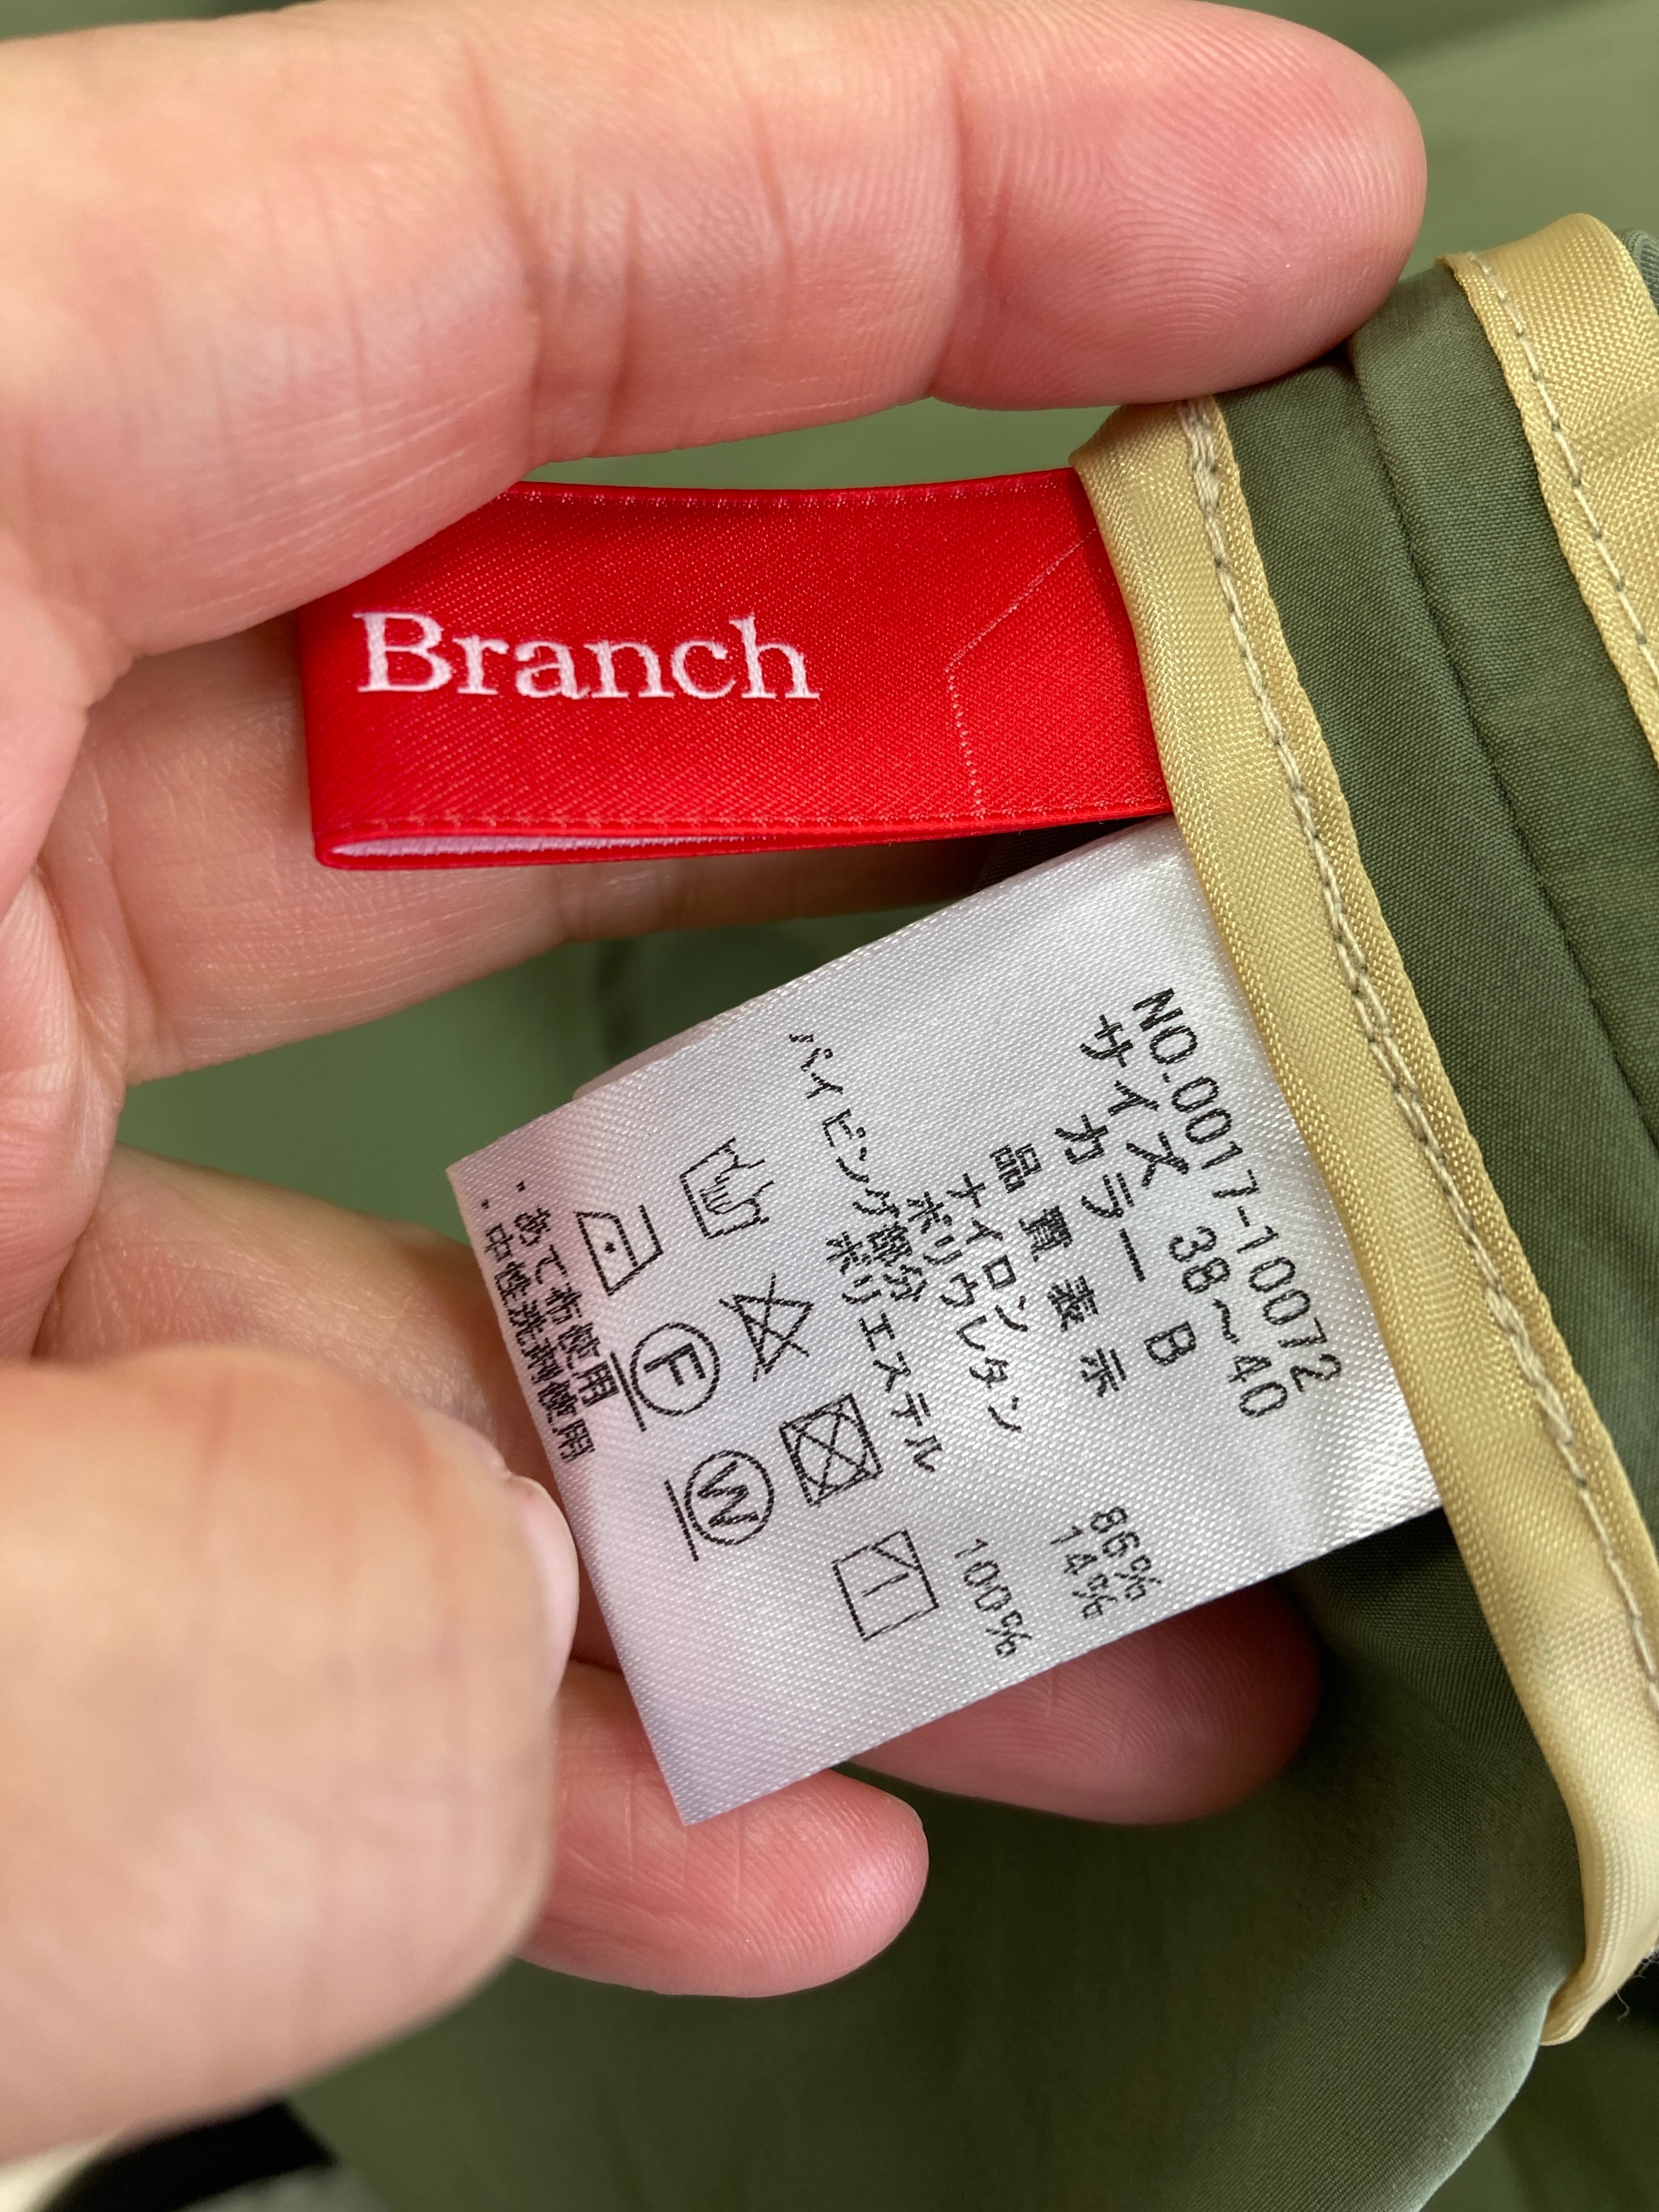 Branch
NO.0017-10072
サイズ 38～40
カラー B
品質表示
ナイロン 86%
ポリウレタン 14%
パイピング部分
ポリエステル 100%
F
W
・あて布使用
・中性洗剤使用